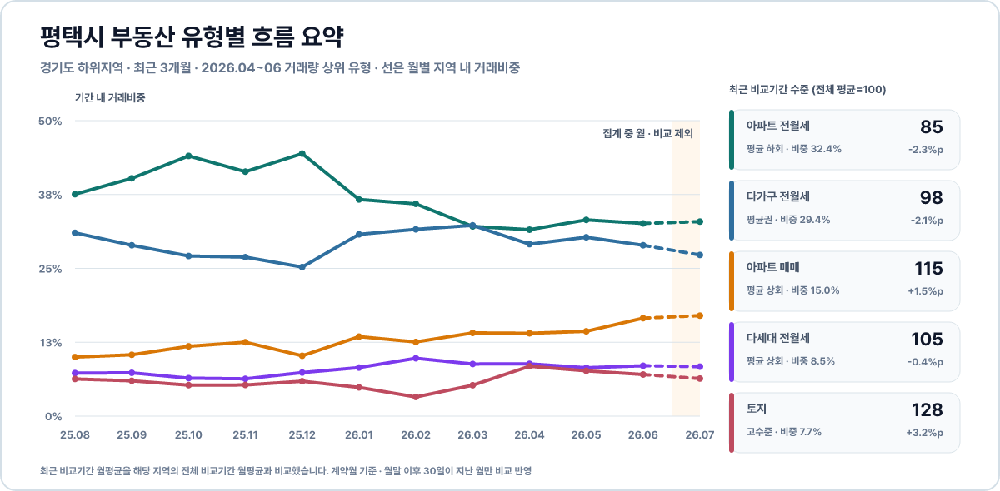 평택시 부동산 유형별 흐름 요약
경기도 하위지역 · 최근 3개월 · 2026.04~06 거래량 상위 유형 · 선은 월별 지역 내 거래비중
기간 내 거래비중
50%
38%
25%
13%
0%
집계 중 월 · 비교 제외
25.08 25.09 25.10 25.11 25.12 26.01 26.02 26.03 26.04 26.05 26.06 26.07
최근 비교기간 수준 (전체 평균=100)
아파트 전월세 85
평균 하회 · 비중 32.4% -2.3%p
다가구 전월세 98
평균권 · 비중 29.4% -2.1%p
아파트 매매 115
평균 상회 · 비중 15.0% +1.5%p
다세대 전월세 105
평균 상회 · 비중 8.5% -0.4%p
토지 128
고수준 · 비중 7.7% +3.2%p
최근 비교기간 월평균을 해당 지역의 전체 비교기간 월평균과 비교했습니다. 계약월 기준 · 월말 이후 30일이 지난 월만 비교 반영